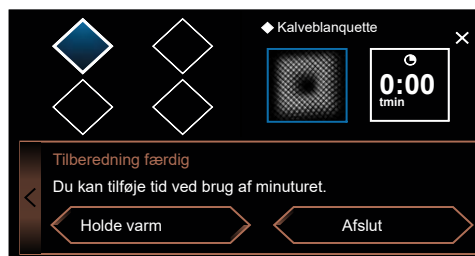 Kalveblanquette
0:00
tmin
Tilberedning færdig
Du kan tilføje tid ved brug af minuturet.
Holde varm
Afslut